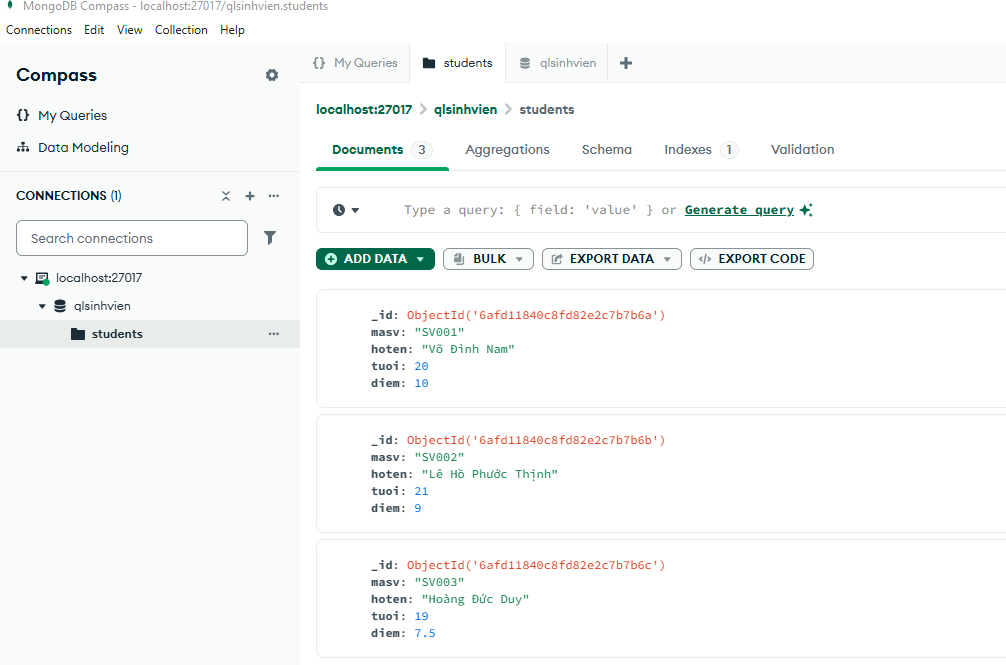 MongoDB Compass - localhost:27017/qlsinhvien.students
Connections Edit View Collection Help
Compass
My Queries
Data Modeling
CONNECTIONS (1)
Search connections
localhost:27017
qlsinhvien
students
{} My Queries students qlsinhvien
localhost:27017 > qlsinhvien > students
Documents 3 Aggregations Schema Indexes 1 Validation
Type a query: { field: 'value' } or Generate query
ADD DATA BULK EXPORT DATA EXPORT CODE
_id: ObjectId('6afd11840c8fd82e2c7b7b6a')
masv: "SV001"
hoten: "Võ Đình Nam"
tuoi: 20
diem: 10
_id: ObjectId('6afd11840c8fd82e2c7b7b6b')
masv: "SV002"
hoten: "Lê Hồ Phước Thịnh"
tuoi: 21
diem: 9
_id: ObjectId('6afd11840c8fd82e2c7b7b6c')
masv: "SV003"
hoten: "Hoàng Đức Duy"
tuoi: 19
diem: 7.5